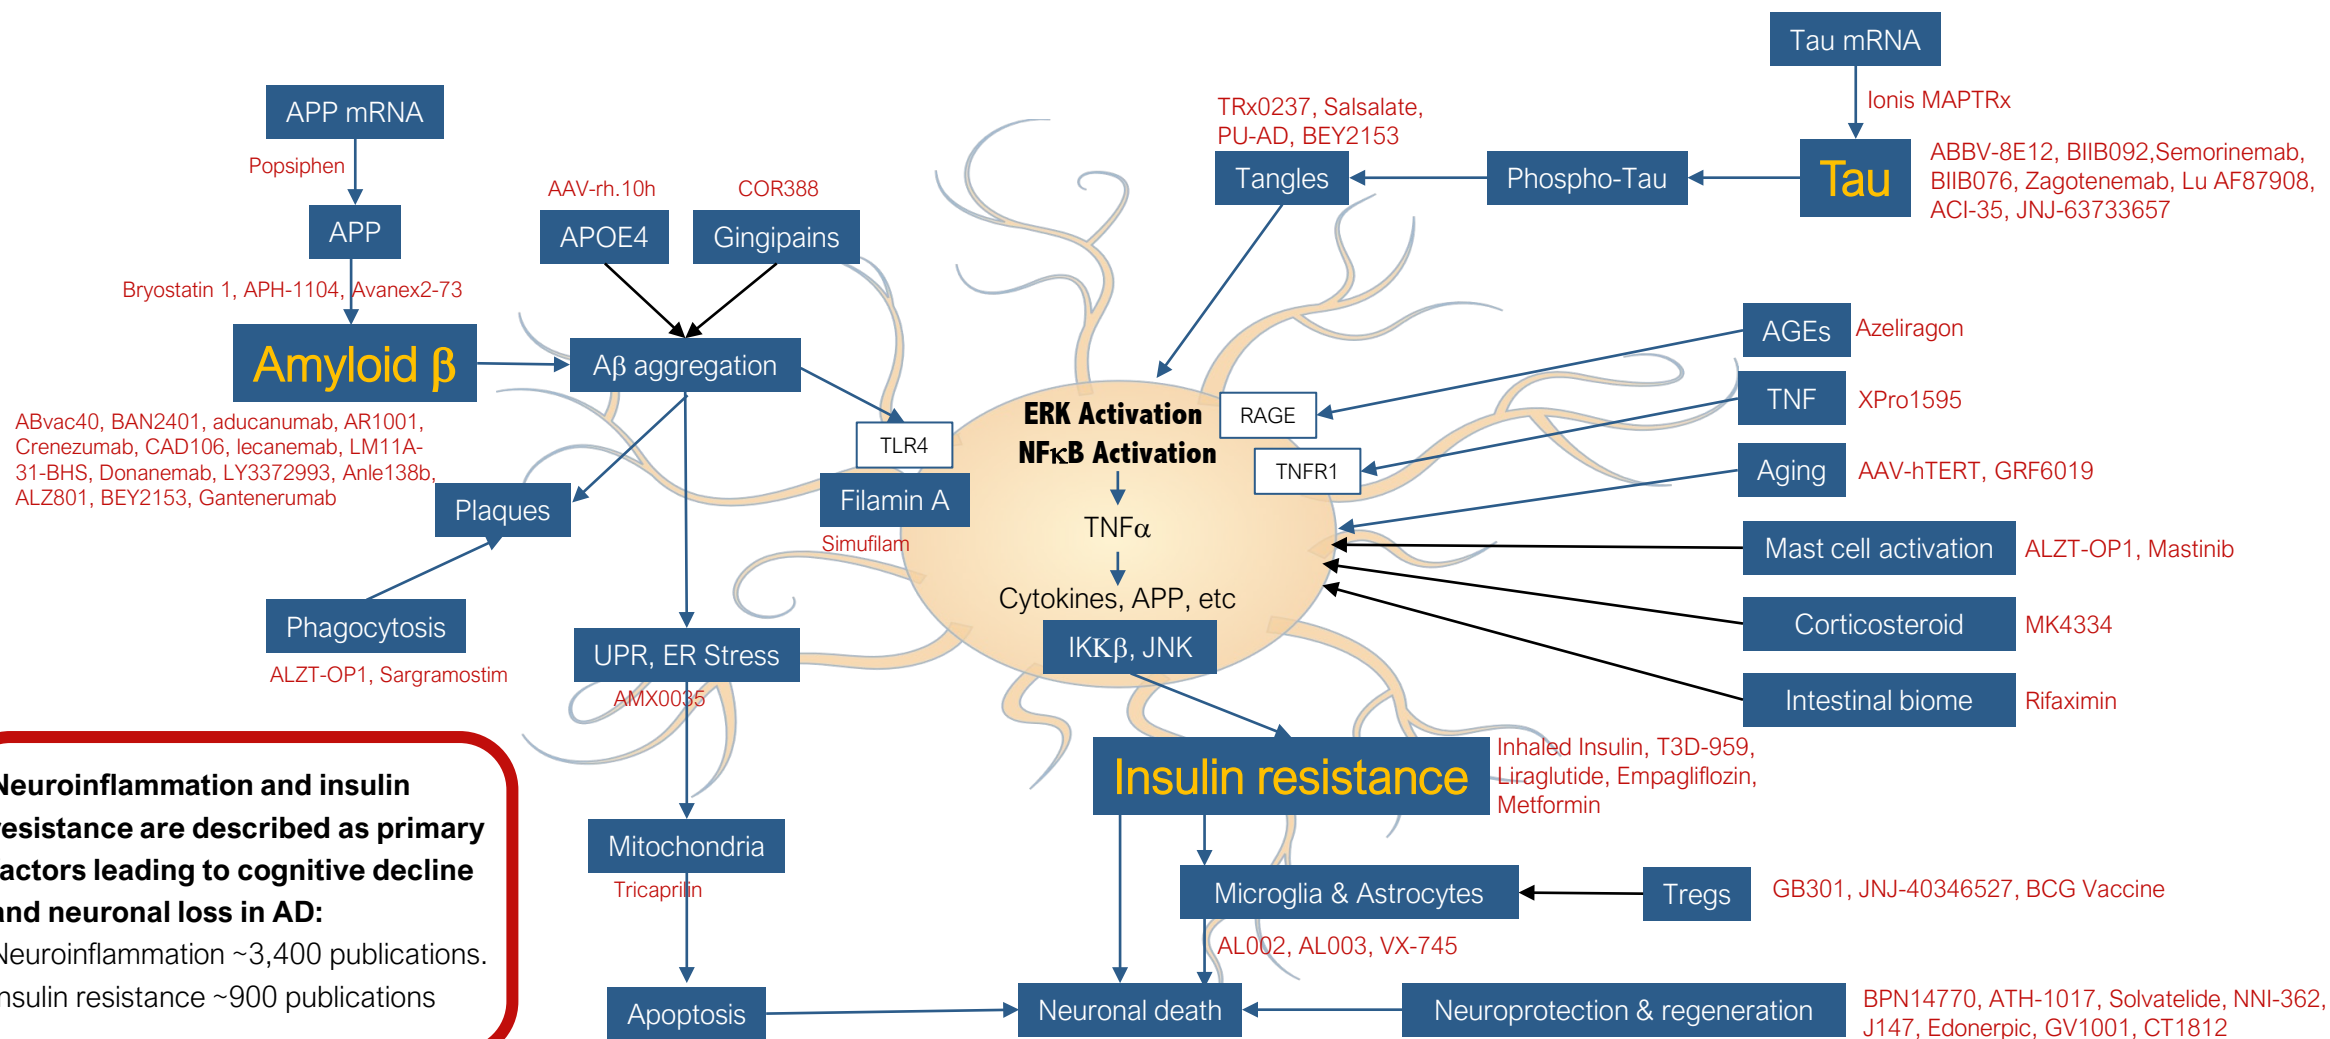 Tau mRNA
Ionis MAPTRx
APP mRNA
Popsiphen
APP
Bryostatin 1, APH-1104, Avanex2-73
Amyloid β
ABvac40, BAN2401, aducanumab, AR1001,
Crenezumab, CAD106, lecanemab, LM11A-
31-BHS, Donanemab, LY3372993, Anle138b,
ALZ801, BEY2153, Gantenerumab
AAV-rh.10h
APOE4
COR388
Gingipains
Aβ aggregation
Plaques
Phagocytosis
ALZT-OP1, Sargramostim
TLR4
Filamin A
Simufilam
UPR, ER Stress
AMX0035
Mitochondria
Tricaprilin
Apoptosis
TRx0237, Salsalate,
PU-AD, BEY2153
Tangles
Phospho-Tau
Tau
ABBV-8E12, BIIB092,Semorinemab,
BIIB076, Zagotenemab, Lu AF87908,
ACI-35, JNJ-63733657
ERK Activation
NFκB Activation
TNFα
Cytokines, APP, etc
IKΚβ, JNK
RAGE
TNFR1
AGEs
Azeliragon
TNF
XPro1595
Aging
AAV-hTERT, GRF6019
Mast cell activation
ALZT-OP1, Mastinib
Corticosteroid
MK4334
Intestinal biome
Rifaximin
Insulin resistance
Inhaled Insulin, T3D-959,
Liraglutide, Empagliflozin,
Metformin
Microglia & Astrocytes
AL002, AL003, VX-745
Tregs
GB301, JNJ-40346527, BCG Vaccine
Neuronal death
Neuroprotection & regeneration
BPN14770, ATH-1017, Solvatelide, NNI-362,
J147, Edonerpic, GV1001, CT1812
Neuroinflammation and insulin
resistance are described as primary
factors leading to cognitive decline
and neuronal loss in AD:
Neuroinflammation ~3,400 publications.
Insulin resistance ~900 publications